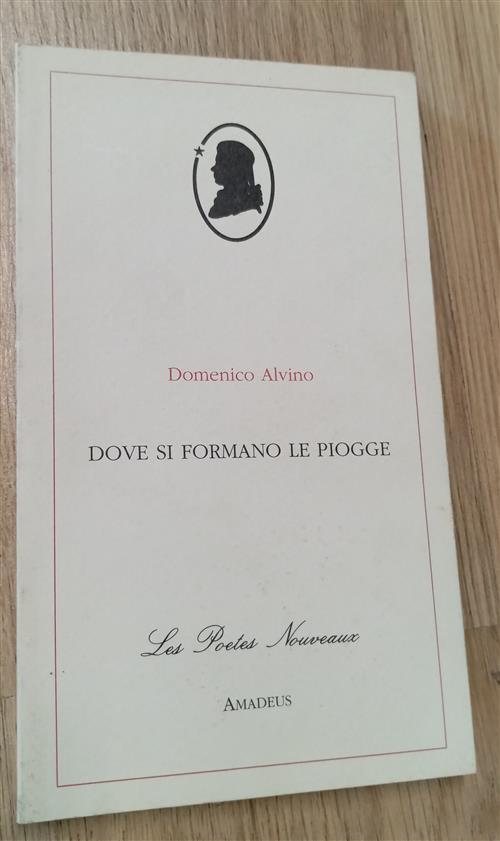 Domenico Alvino
DOVE SI FORMANO LE PIOGGE
Les Poetes Nouveaux
AMADEUS